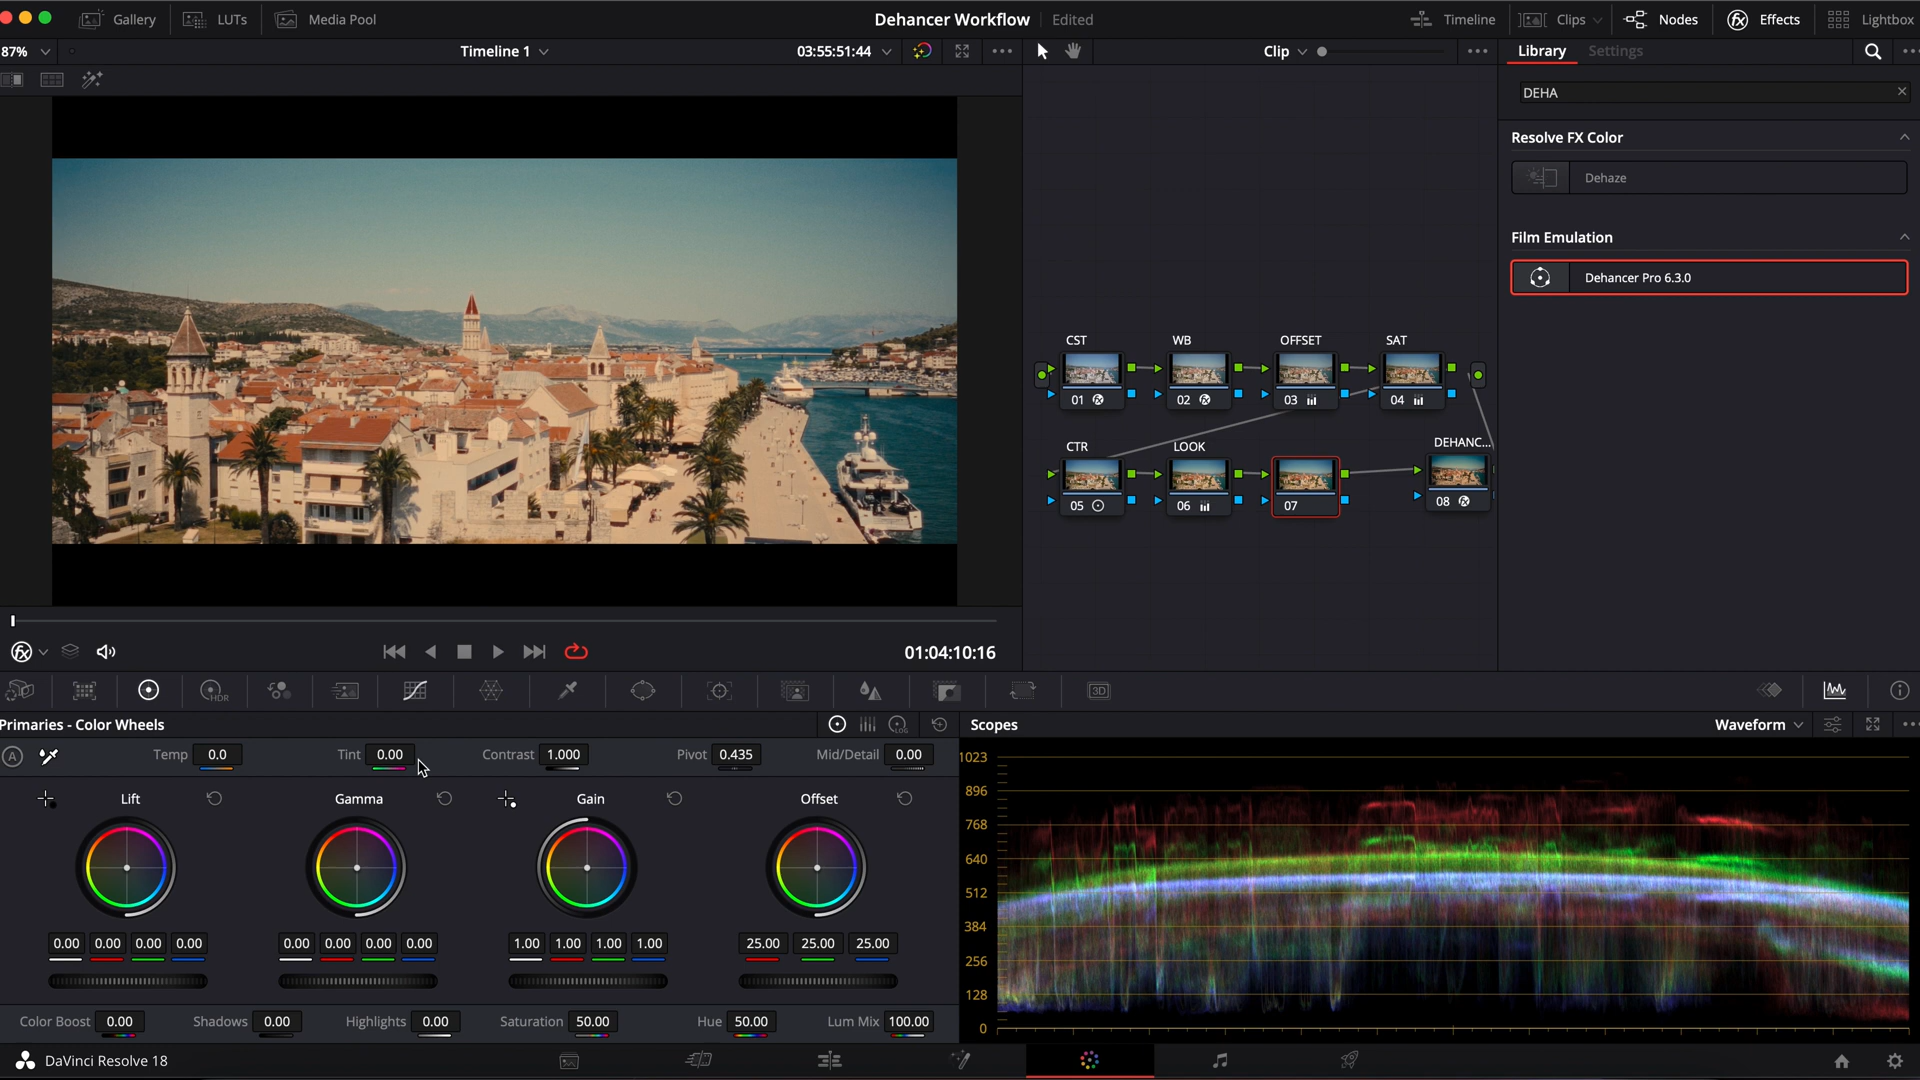 Gallery LUTs Media Pool Dehancer Workflow Edited Timeline Clips Nodes Effects Lightbox
87% Timeline 1 03:55:51:44 Clip Library Settings
DEHA
Resolve FX Color
Dehaze
Film Emulation
Dehancer Pro 6.3.0
CST WB OFFSET SAT
01 02 03 04
CTR LOOK DEHANC...
05 06 07 08
01:04:10:16
HDR 3D
Primaries - Color Wheels LOG Scopes Waveform
A Temp 0.0 Tint 0.00 Contrast 1.000 Pivot 0.435 Mid/Detail 0.00
Lift Gamma Gain Offset
0.00 0.00 0.00 0.00 0.00 0.00 0.00 0.00 1.00 1.00 1.00 1.00 25.00 25.00 25.00
Color Boost 0.00 Shadows 0.00 Highlights 0.00 Saturation 50.00 Hue 50.00 Lum Mix 100.00
1023
896
768
640
512
384
256
128
0
DaVinci Resolve 18